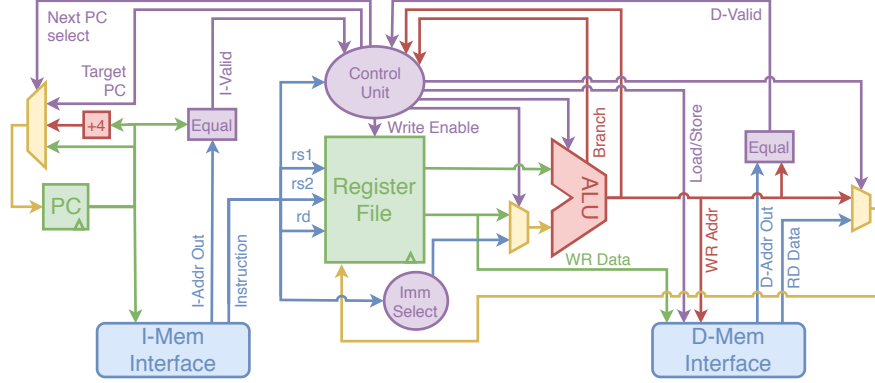 Next PC
select
D-Valid
Target
PC
I-Valid
Control
Unit
+4
Equal
Write Enable
Branch
Load/Store
Equal
rs1
rs2
rd
Register
File
ALU
PC
I-Addr Out
Instruction
WR Data
WR Addr
D-Addr Out
RD Data
Imm
Select
I-Mem
Interface
D-Mem
Interface